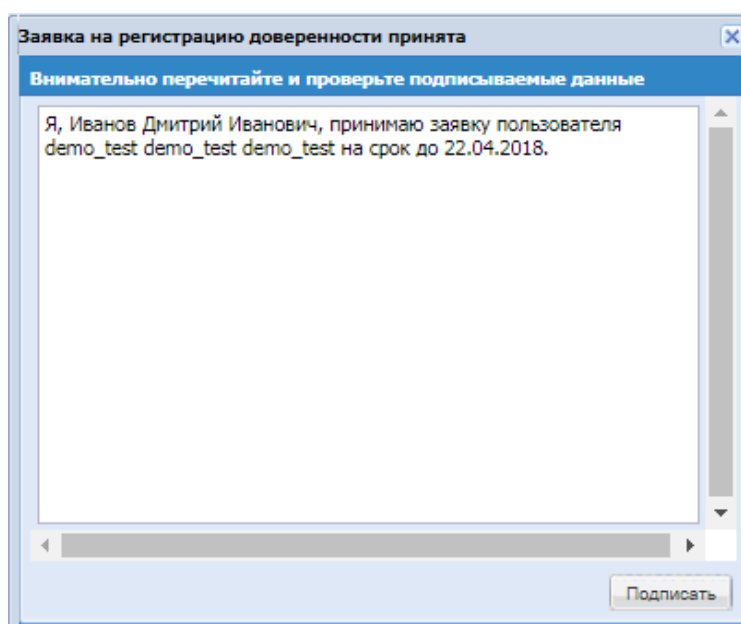 Заявка на регистрацию доверенности принята
Внимательно перечитайте и проверьте подписываемые данные
Я, Иванов Дмитрий Иванович, принимаю заявку пользователя
demo_test demo_test demo_test на срок до 22.04.2018.
Подписать